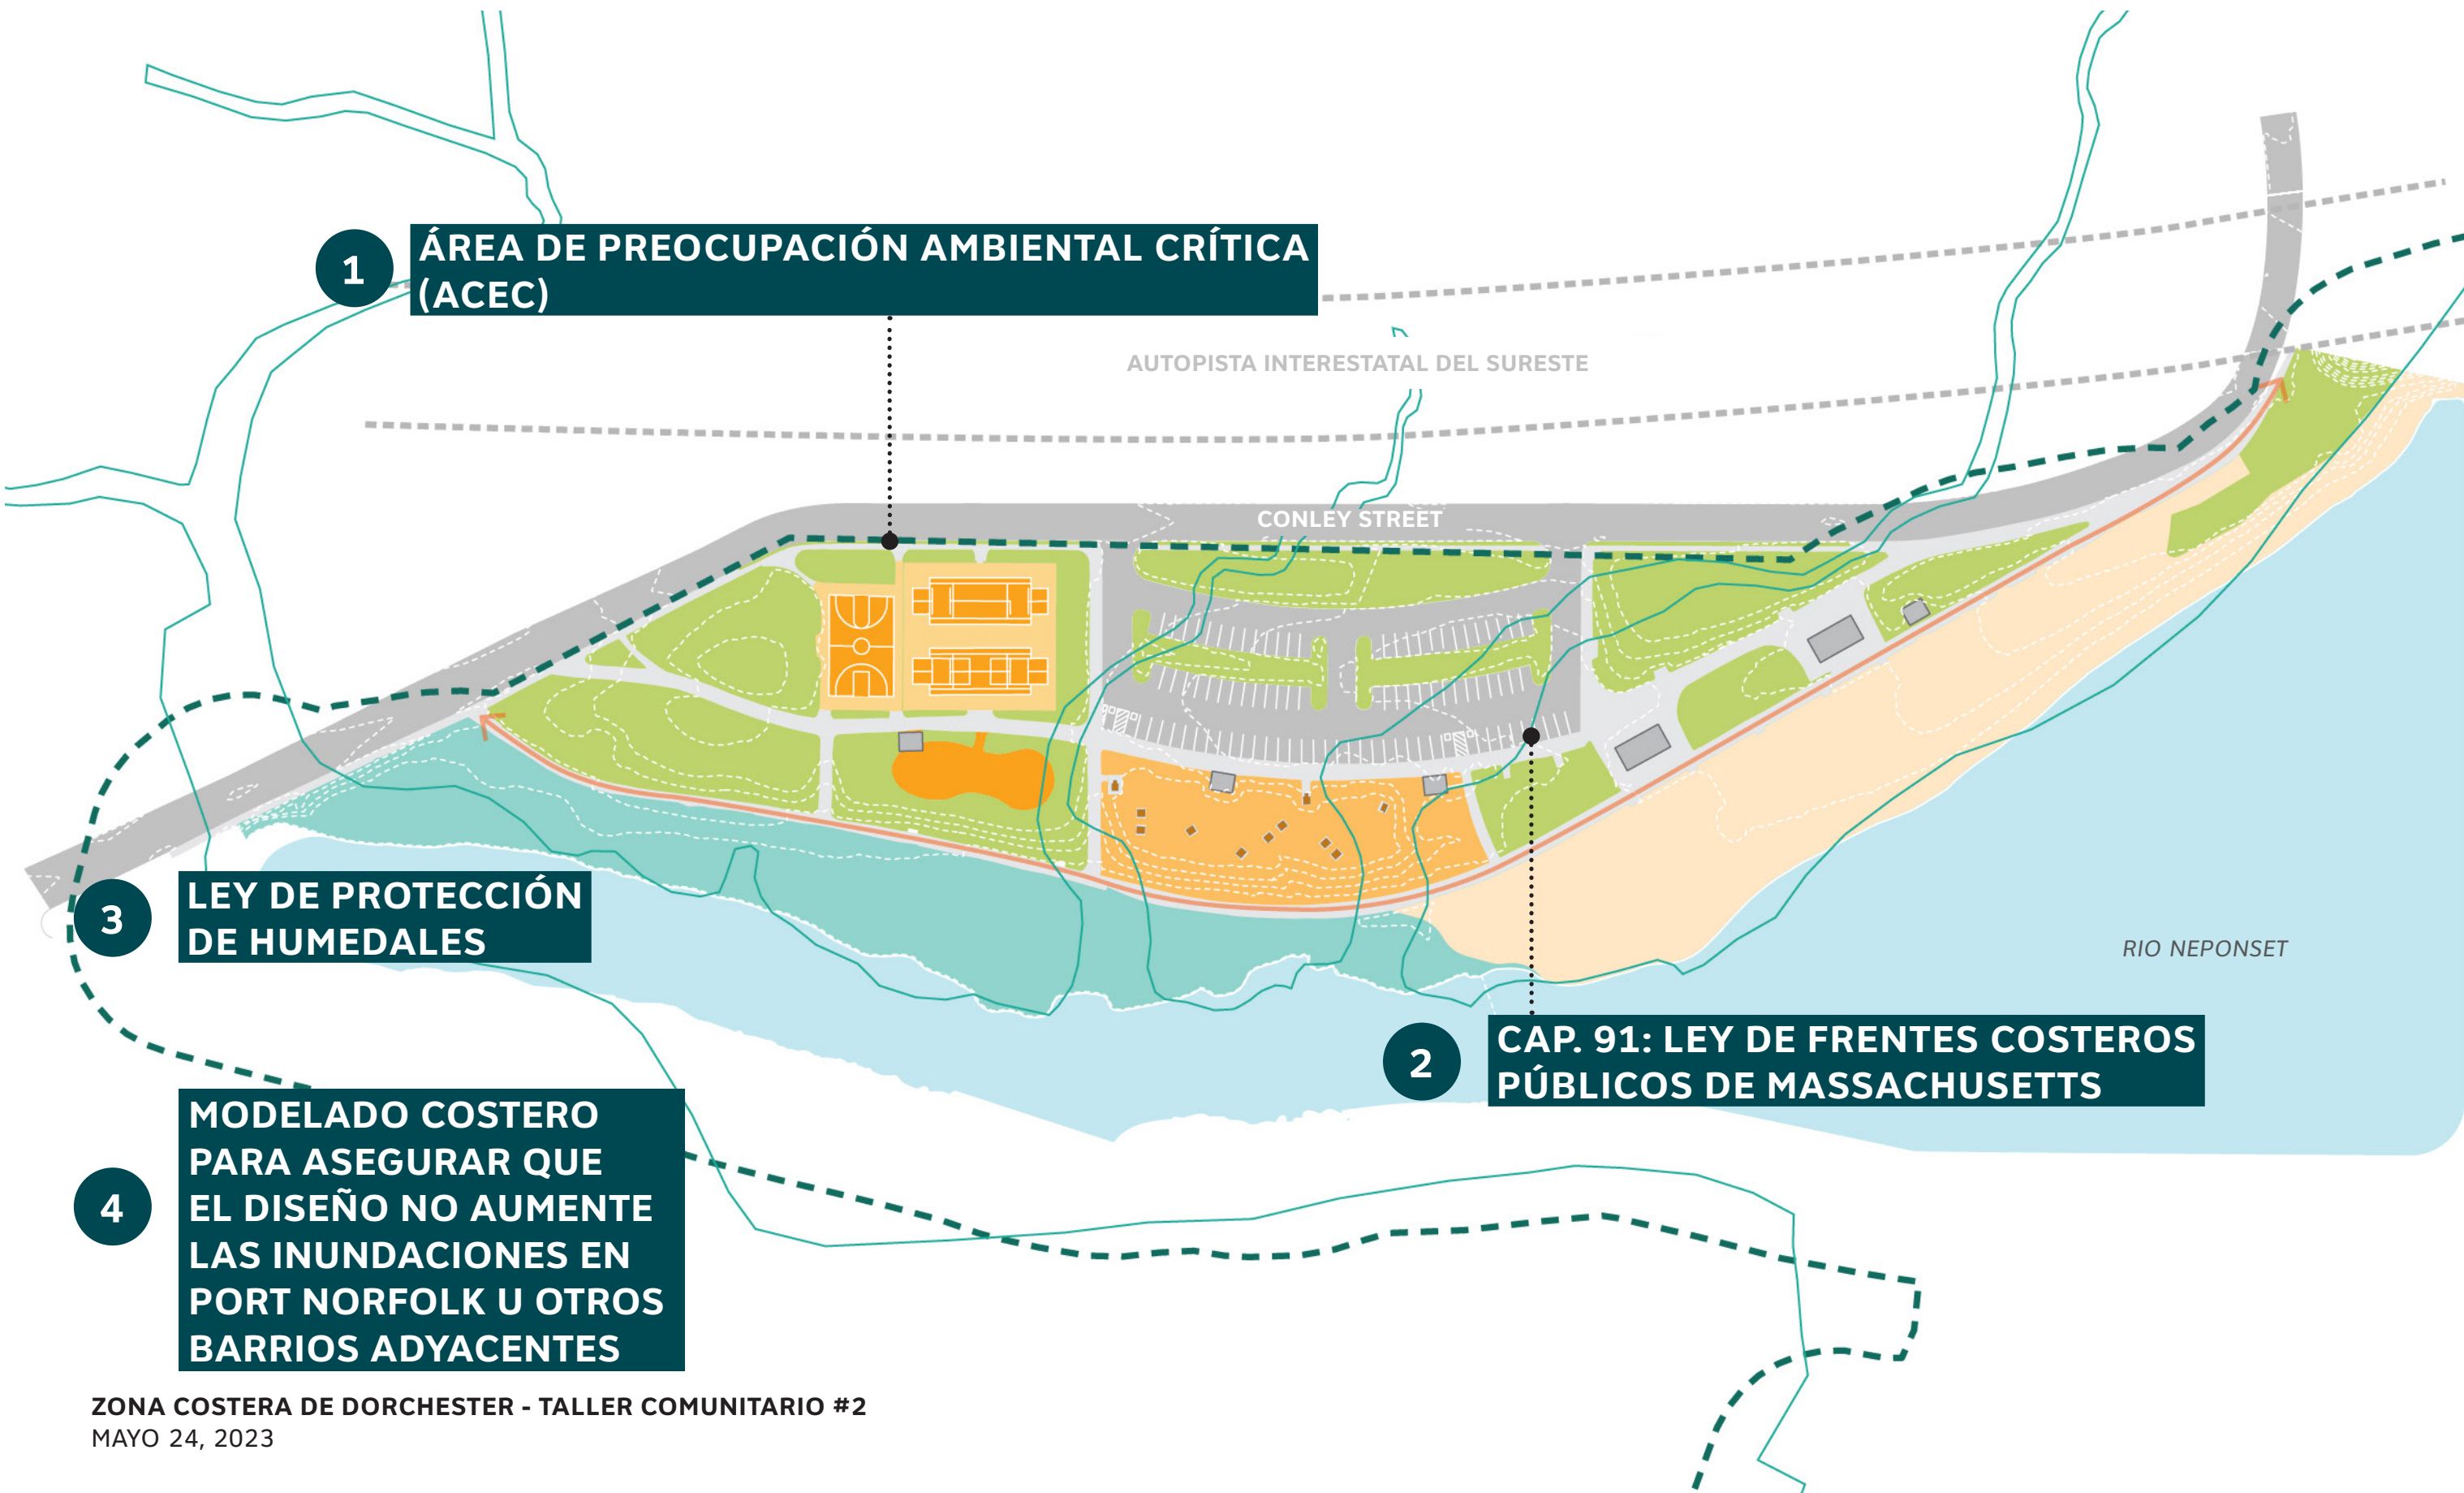 1
ÁREA DE PREOCUPACIÓN AMBIENTAL CRÍTICA
(ACEC)
AUTOPISTA INTERESTATAL DEL SURESTE
CONLEY STREET
3
LEY DE PROTECCIÓN
DE HUMEDALES
RIO NEPONSET
2
CAP. 91: LEY DE FRENTES COSTEROS
PÚBLICOS DE MASSACHUSETTS
4
MODELADO COSTERO
PARA ASEGURAR QUE
EL DISEÑO NO AUMENTE
LAS INUNDACIONES EN
PORT NORFOLK U OTROS
BARRIOS ADYACENTES
ZONA COSTERA DE DORCHESTER - TALLER COMUNITARIO #2
MAYO 24, 2023